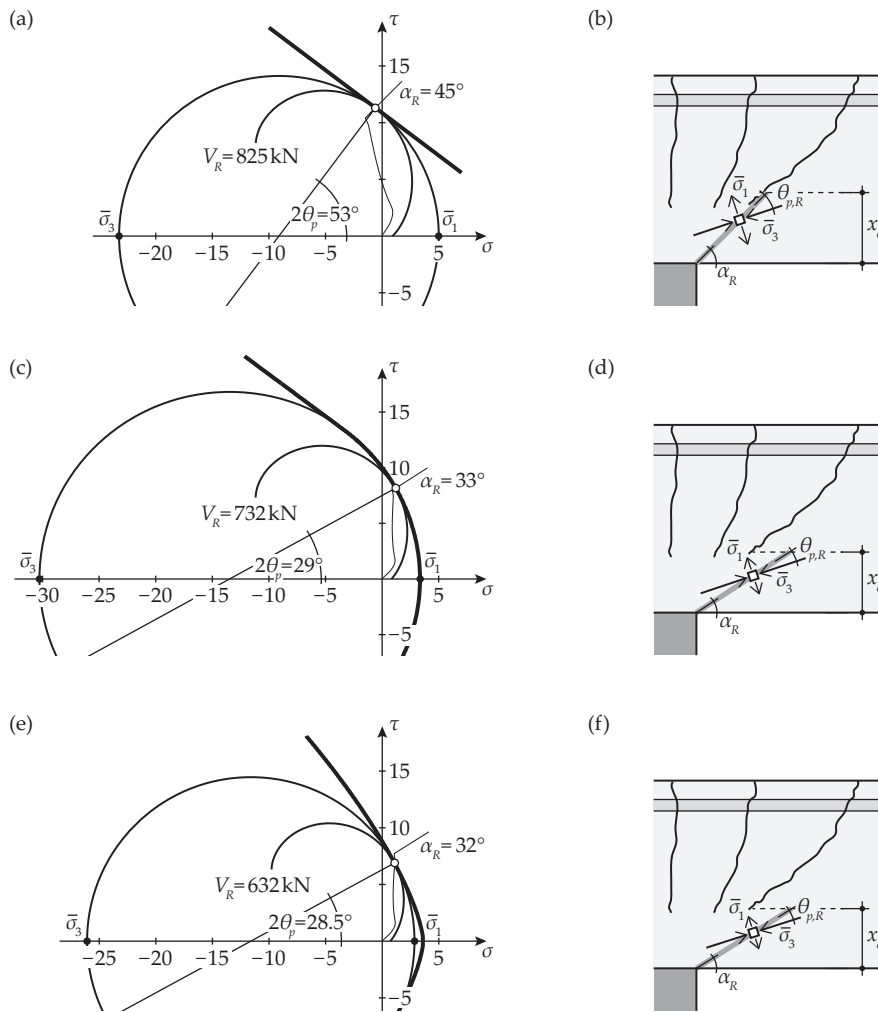 (a)
τ
15
α_R = 45°
V_R = 825 kN
2θ_p = 53°
σ̅_3
σ̅_1
−20 −15 −10 −5 5 σ
−5
(b)
σ̅_1 θ_p,R
σ̅_3
α_R
(c)
τ
15
10
α_R = 33°
V_R = 732 kN
σ̅_3 2θ_p = 29° σ̅_1
−30 −25 −20 −15 −10 −5 5 σ
−5
(d)
σ̅_1 θ_p,R
σ̅_3
α_R
(e)
τ
15
10
α_R = 32°
V_R = 632 kN
σ̅_3 2θ_p = 28.5° σ̅_1
−25 −20 −15 −10 −5 5 σ
−5
(f)
σ̅_1 θ_p,R
σ̅_3
α_R